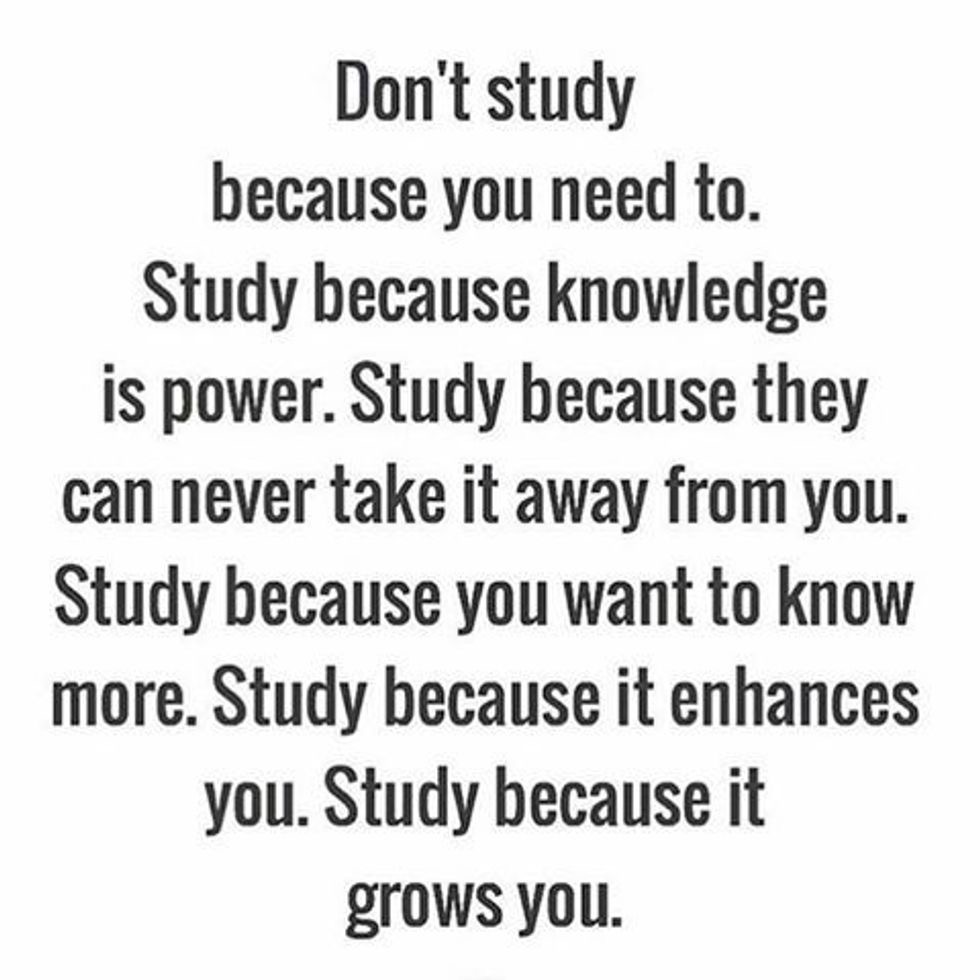 Don't study
because you need to.
Study because knowledge
is power. Study because they
can never take it away from you.
Study because you want to know
more. Study because it enhances
you. Study because it
grows you.